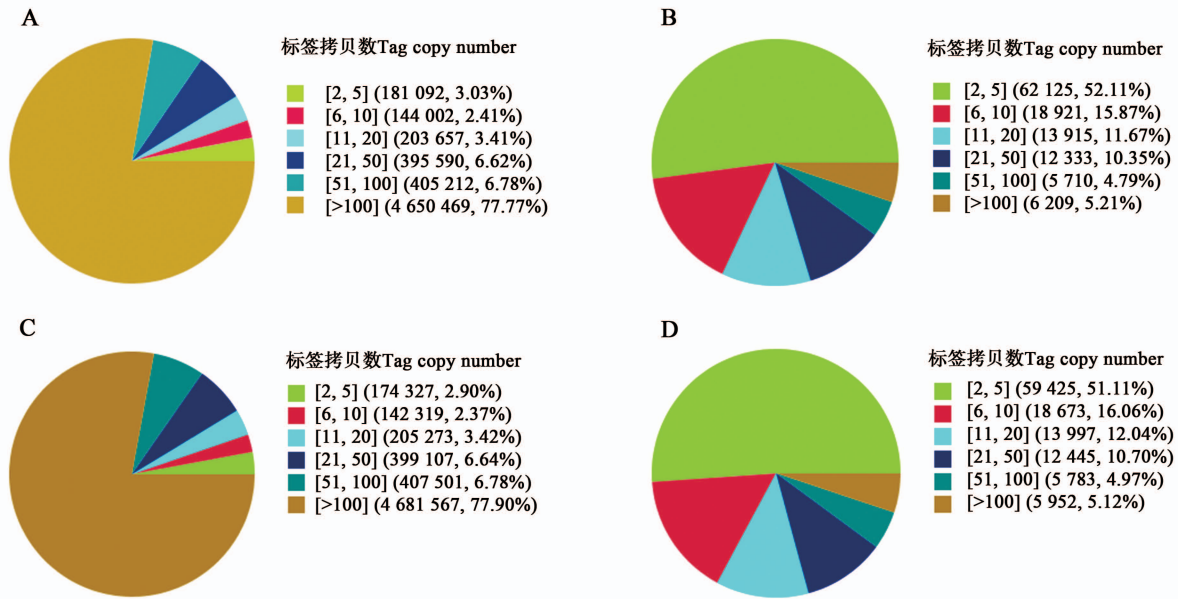 A
标签拷贝数Tag copy number
[2, 5] (181 092, 3.03%)
[6, 10] (144 002, 2.41%)
[11, 20] (203 657, 3.41%)
[21, 50] (395 590, 6.62%)
[51, 100] (405 212, 6.78%)
[>100] (4 650 469, 77.77%)
B
标签拷贝数Tag copy number
[2, 5] (62 125, 52.11%)
[6, 10] (18 921, 15.87%)
[11, 20] (13 915, 11.67%)
[21, 50] (12 333, 10.35%)
[51, 100] (5 710, 4.79%)
[>100] (6 209, 5.21%)
C
标签拷贝数Tag copy number
[2, 5] (174 327, 2.90%)
[6, 10] (142 319, 2.37%)
[11, 20] (205 273, 3.42%)
[21, 50] (399 107, 6.64%)
[51, 100] (407 501, 6.78%)
[>100] (4 681 567, 77.90%)
D
标签拷贝数Tag copy number
[2, 5] (59 425, 51.11%)
[6, 10] (18 673, 16.06%)
[11, 20] (13 997, 12.04%)
[21, 50] (12 445, 10.70%)
[51, 100] (5 783, 4.97%)
[>100] (5 952, 5.12%)